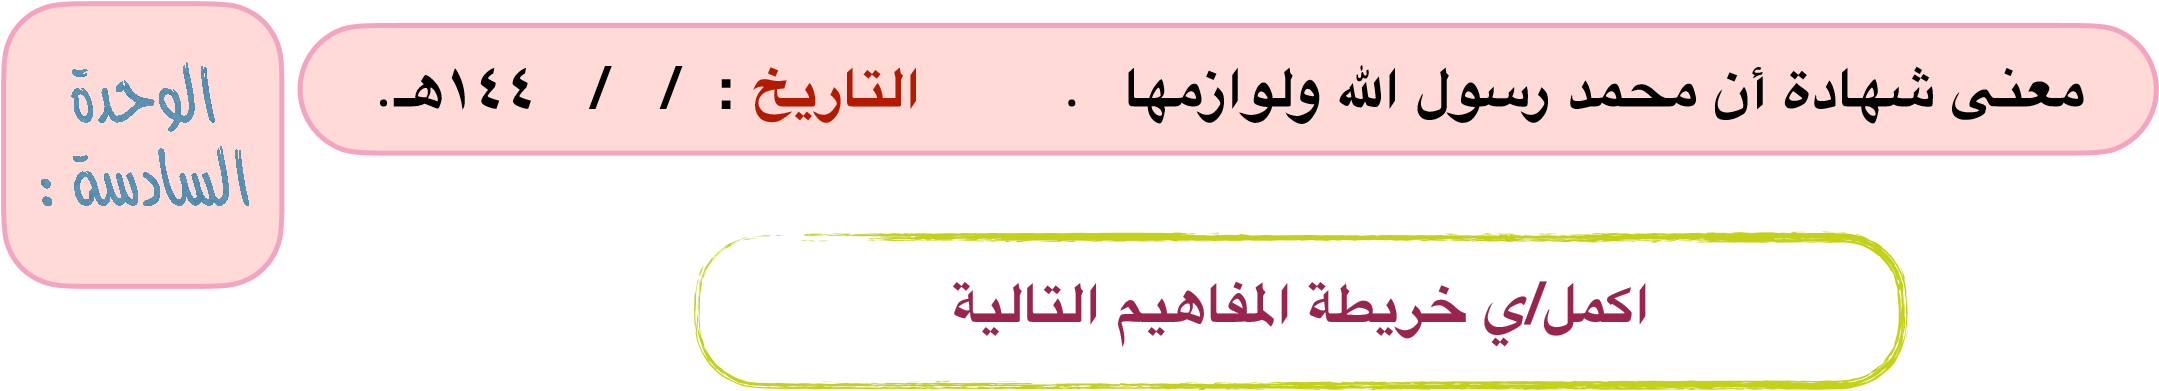 معنى شهادة أن محمد رسول الله ولوازمها . التاريخ : / / ١٤٤هـ.
الوحدة
السادسة :
اكمل/ي خريطة المفاهيم التالية